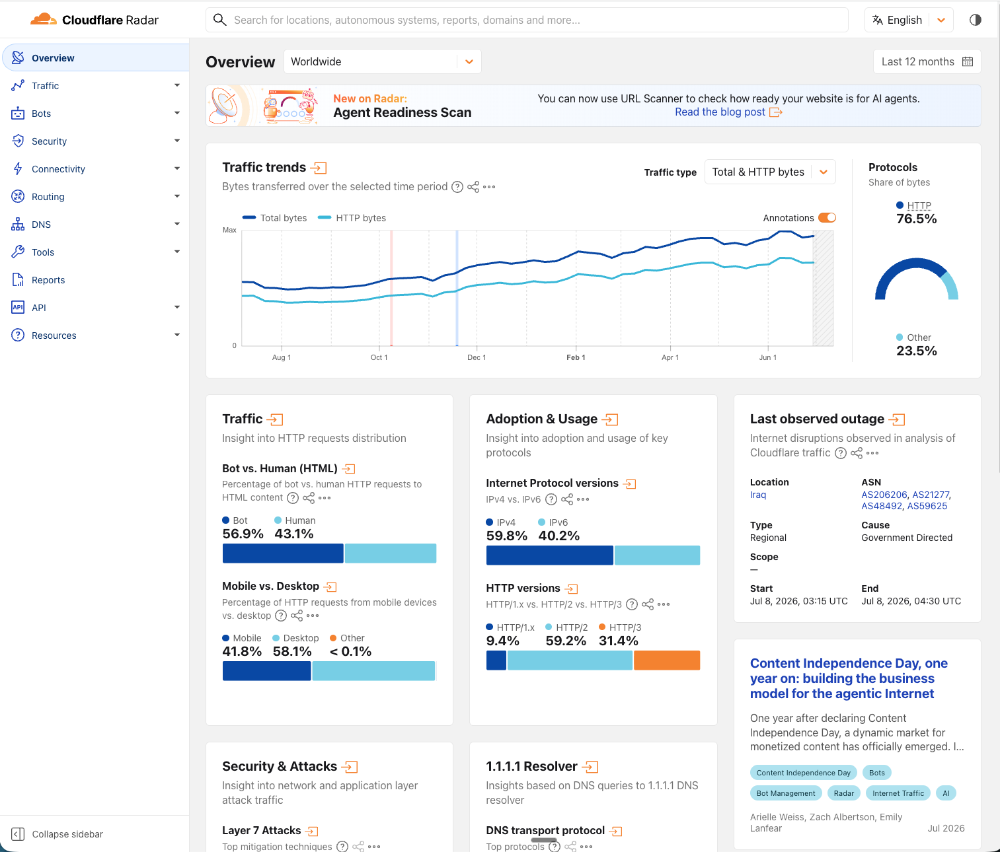 Cloudflare Radar
Search for locations, autonomous systems, reports, domains and more...
English
Overview
Traffic
Bots
Security
Connectivity
Routing
DNS
Tools
Reports
API
API
Resources
Collapse sidebar
Overview
Worldwide
Last 12 months
New on Radar:
Agent Readiness Scan
You can now use URL Scanner to check how ready your website is for AI agents.
Read the blog post
Traffic trends
Bytes transferred over the selected time period
Traffic type
Total & HTTP bytes
Total bytes
HTTP bytes
Annotations
Max
0
Aug 1
Oct 1
Dec 1
Feb 1
Apr 1
Jun 1
Protocols
Share of bytes
HTTP
76.5%
Other
23.5%
Traffic
Insight into HTTP requests distribution
Bot vs. Human (HTML)
Percentage of bot vs. human HTTP requests to
HTML content
Bot Human
56.9% 43.1%
Mobile vs. Desktop
Percentage of HTTP requests from mobile devices
vs. desktop
Mobile Desktop Other
41.8% 58.1% < 0.1%
Adoption & Usage
Insight into adoption and usage of key
protocols
Internet Protocol versions
IPv4 vs. IPv6
IPv4 IPv6
59.8% 40.2%
HTTP versions
HTTP/1.x vs. HTTP/2 vs. HTTP/3
HTTP/1.x HTTP/2 HTTP/3
9.4% 59.2% 31.4%
Last observed outage
Internet disruptions observed in analysis of
Cloudflare traffic
Location
Iraq
ASN
AS206206, AS21277,
AS48492, AS59625
Type
Regional
Cause
Government Directed
Scope
—
Start
Jul 8, 2026, 03:15 UTC
End
Jul 8, 2026, 04:30 UTC
Content Independence Day, one
year on: building the business
model for the agentic Internet
One year after declaring Content
Independence Day, a dynamic market for
monetized content has officially emerged. I...
Content Independence Day
Bots
Bot Management
Radar
Internet Traffic
AI
Arielle Weiss, Zach Albertson, Emily
Lanfear
Jul 2026
Security & Attacks
Insight into network and application layer
attack traffic
Layer 7 Attacks
Top mitigation techniques
1.1.1.1 Resolver
Insights based on DNS queries to 1.1.1.1 DNS
resolver
DNS transport protocol
Top protocols